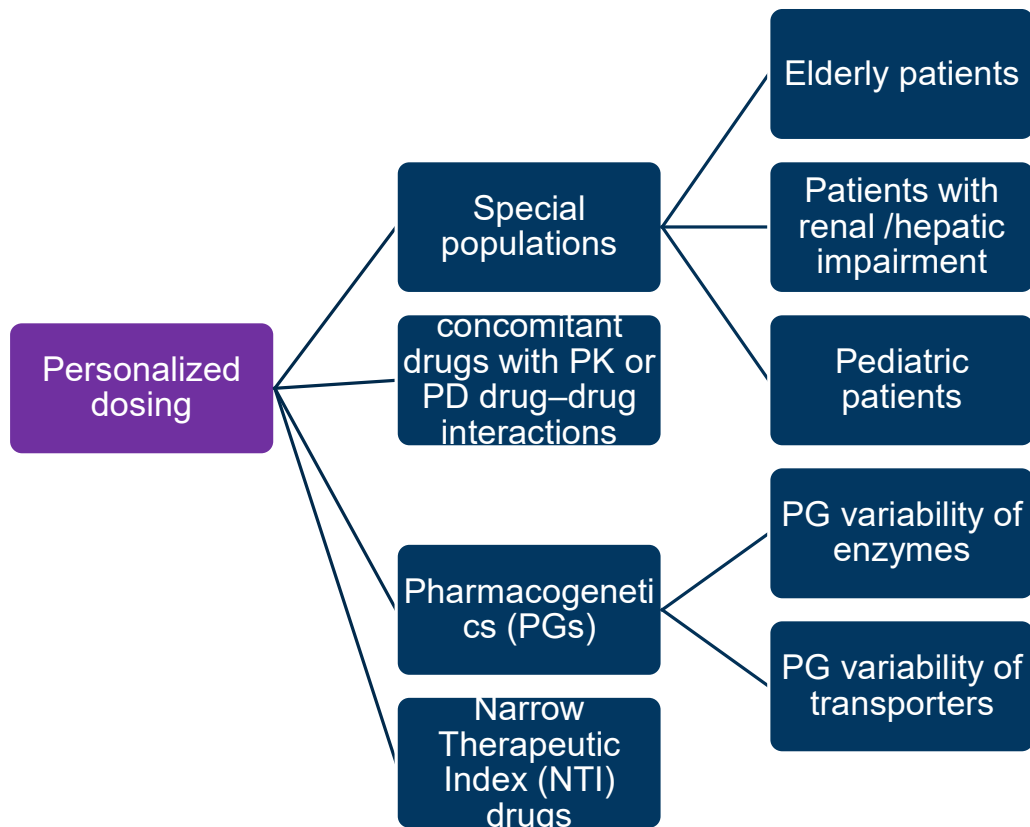 Personalized
dosing
Special
populations
concomitant
drugs with PK or
PD drug–drug
interactions
Pharmacogeneti
cs (PGs)
Narrow
Therapeutic
Index (NTI)
drugs
Elderly patients
Patients with
renal /hepatic
impairment
Pediatric
patients
PG variability of
enzymes
PG variability of
transporters